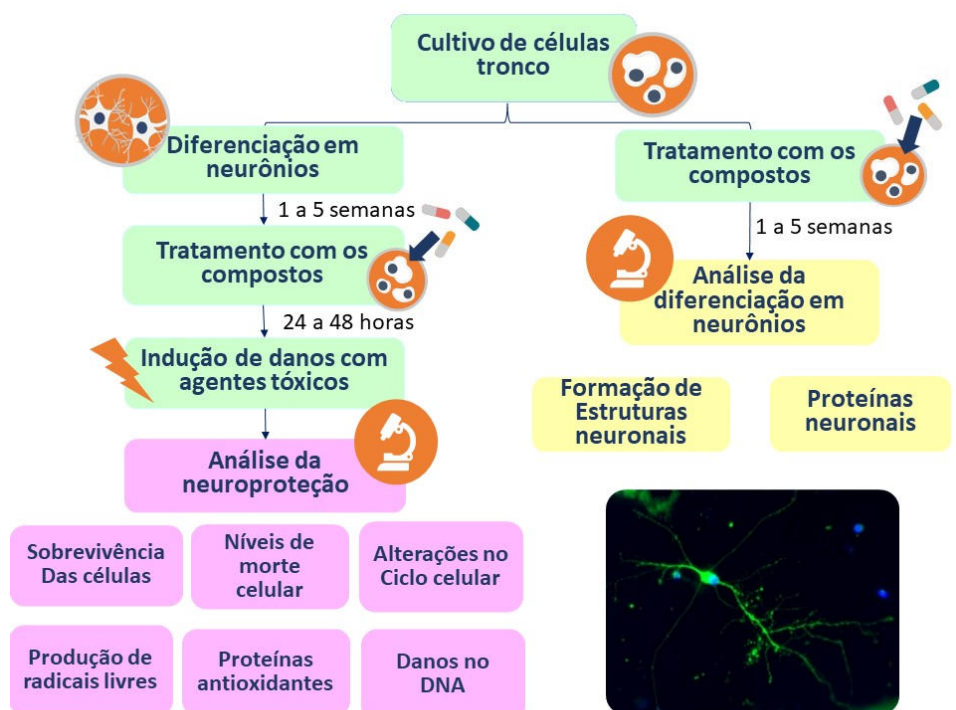 Cultivo de células
tronco
Diferenciação em
neurônios
1 a 5 semanas
Tratamento com os
compostos
24 a 48 horas
Indução de danos com
agentes tóxicos
Análise da
neuroproteção
Sobrevivência
Das células
Níveis de
morte
celular
Alterações no
Ciclo celular
Produção de
radicais livres
Proteínas
antioxidantes
Danos no
DNA
Tratamento com os
compostos
1 a 5 semanas
Análise da
diferenciação em
neurônios
Formação de
Estruturas
neuronais
Proteínas
neuronais